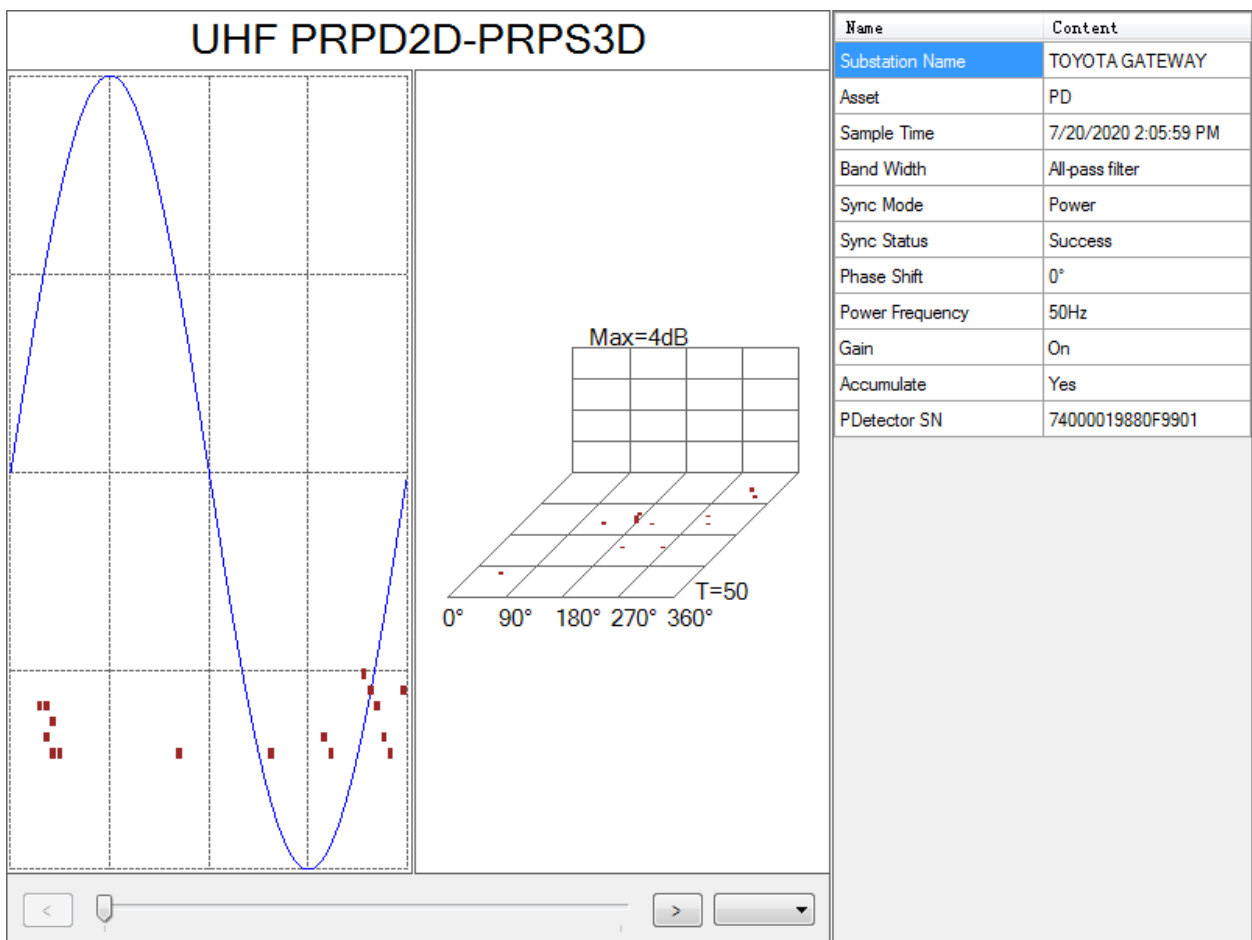 UHF PRPD2D-PRPS3D
Max=4dB
T=50
0° 90° 180° 270° 360°
<
>
Name Content
Substation Name TOYOTA GATEWAY
Asset PD
Sample Time 7/20/2020 2:05:59 PM
Band Width All-pass filter
Sync Mode Power
Sync Status Success
Phase Shift 0°
Power Frequency 50Hz
Gain On
Accumulate Yes
PDetector SN 74000019880F9901